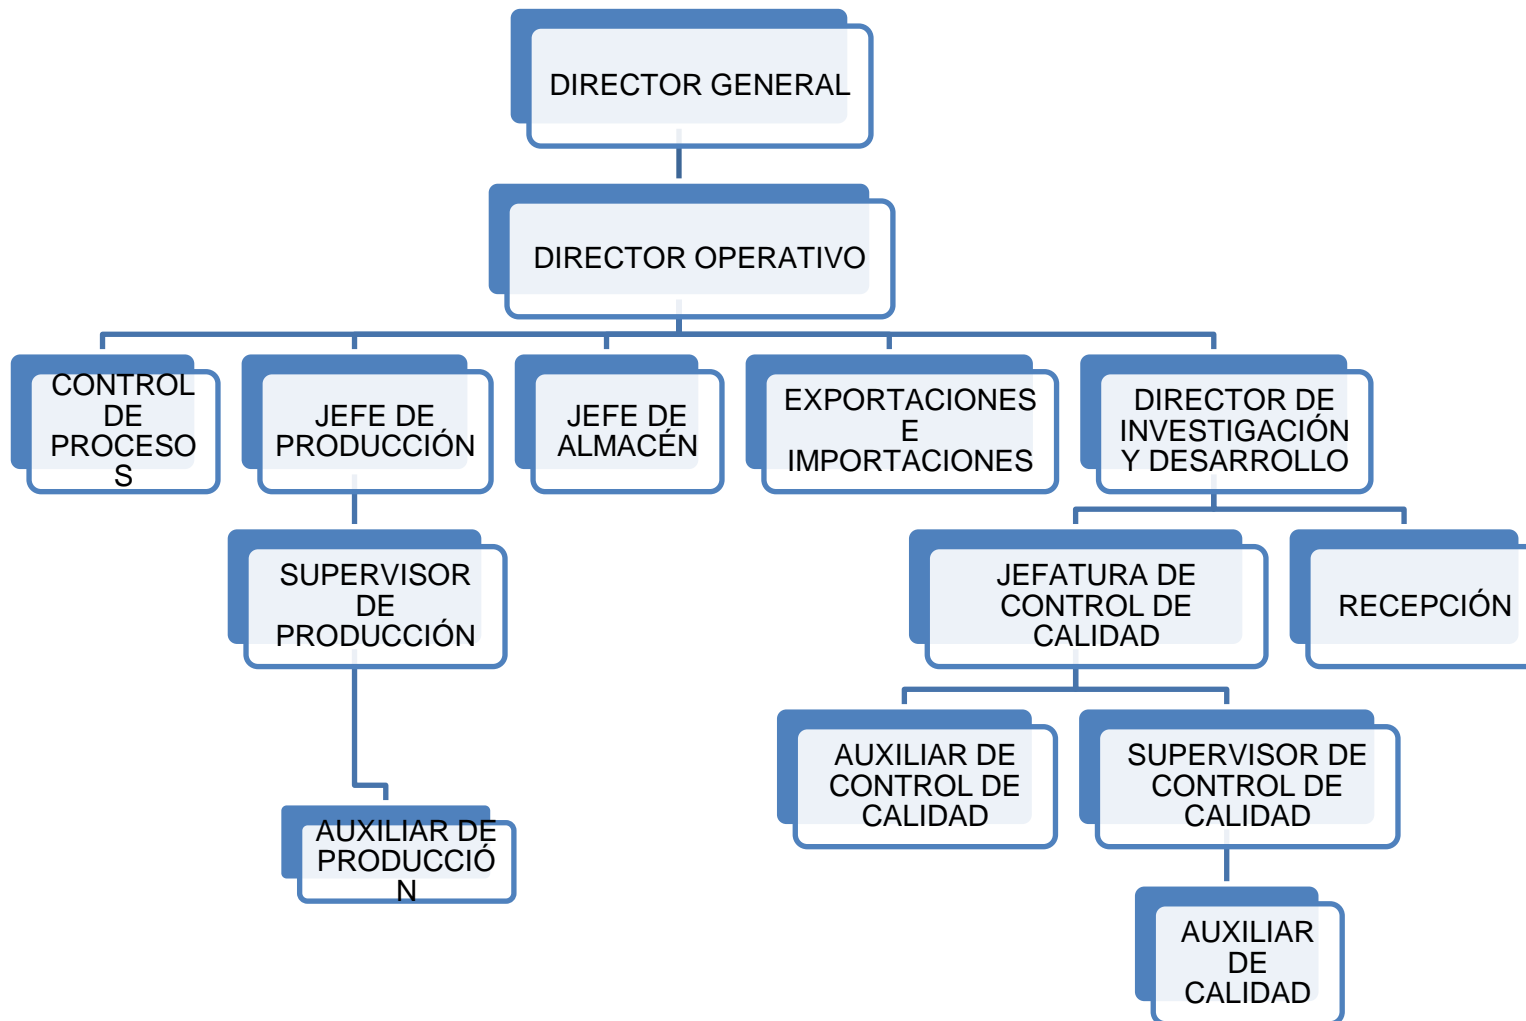 DIRECTOR GENERAL
DIRECTOR OPERATIVO
CONTROL
DE
PROCESO
S
JEFE DE
PRODUCCIÓN
JEFE DE
ALMACÉN
EXPORTACIONES
E
IMPORTACIONES
DIRECTOR DE
INVESTIGACIÓN
Y DESARROLLO
SUPERVISOR
DE
PRODUCCIÓN
JEFATURA DE
CONTROL DE
CALIDAD
RECEPCIÓN
AUXILIAR DE
CONTROL DE
CALIDAD
SUPERVISOR DE
CONTROL DE
CALIDAD
AUXILIAR DE
PRODUCCIÓ
N
AUXILIAR
DE
CALIDAD